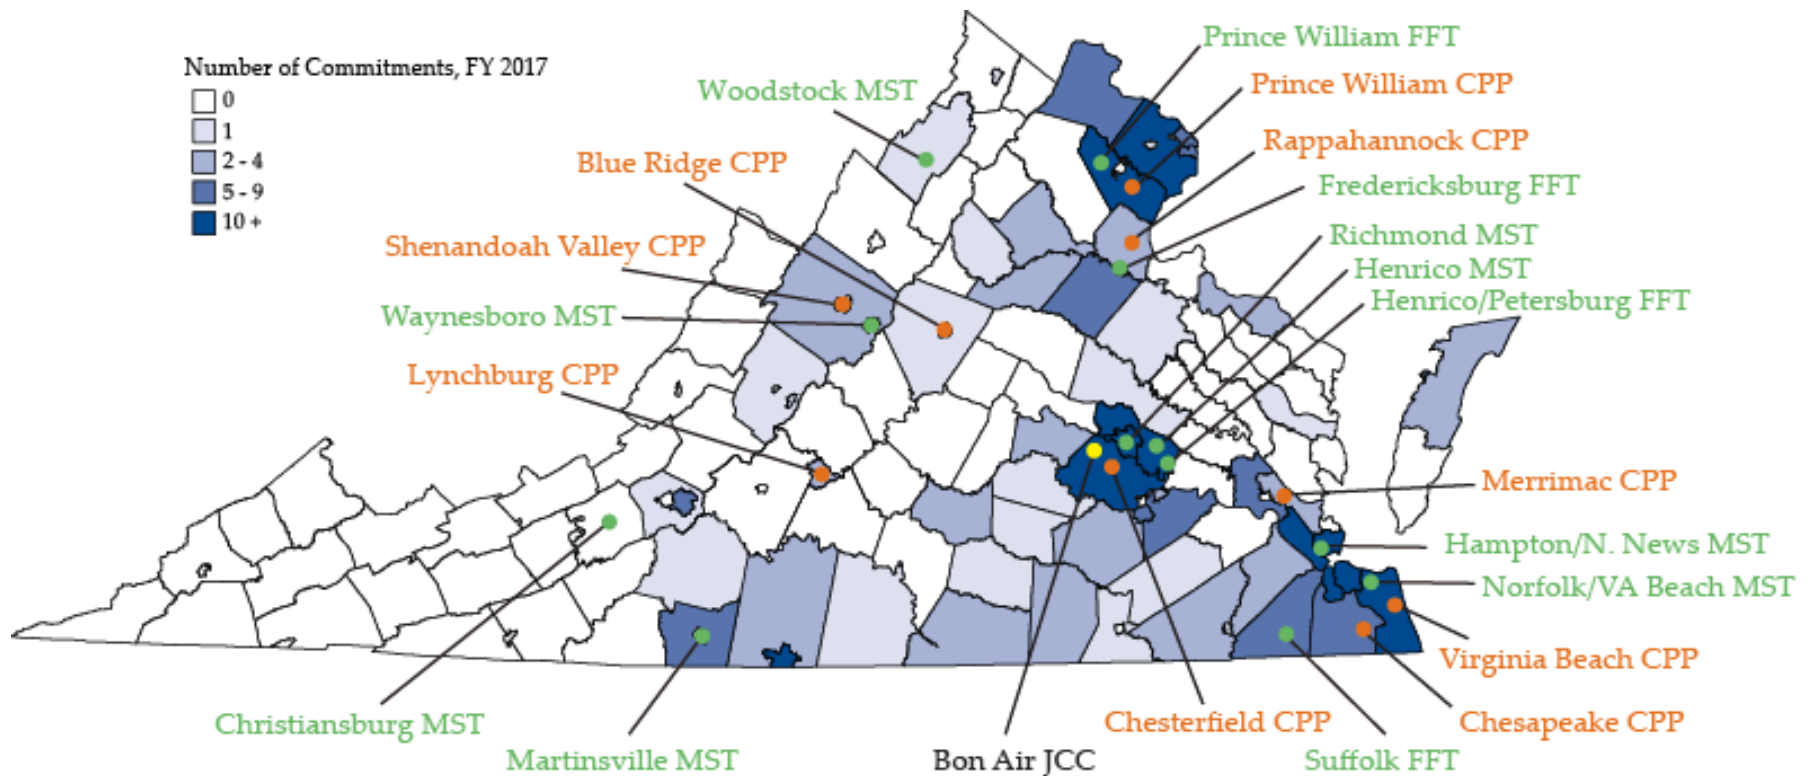 Number of Commitments, FY 2017
0
1
2 - 4
5 - 9
10 +
Prince William FFT
Prince William CPP
Woodstock MST
Rappahannock CPP
Blue Ridge CPP
Fredericksburg FFT
Richmond MST
Shenandoah Valley CPP
Henrico MST
Henrico/Petersburg FFT
Waynesboro MST
Lynchburg CPP
Merrimac CPP
Hampton/N. News MST
Norfolk/VA Beach MST
Virginia Beach CPP
Christiansburg MST
Chesterfield CPP
Chesapeake CPP
Martinsville MST
Bon Air JCC
Suffolk FFT